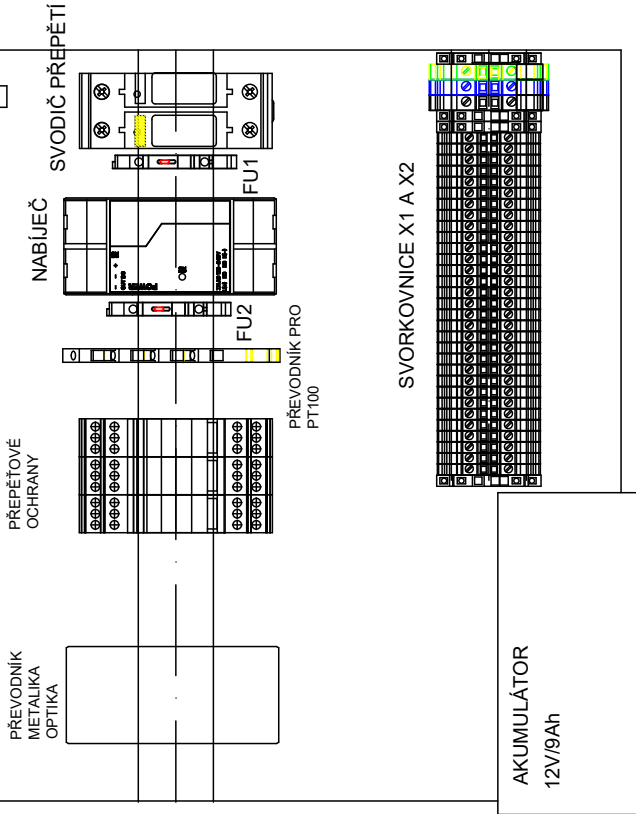 SVODIČ PŘEPĚTÍ
FU1
NABÍJEČ
FU2
PŘEVODNÍK PRO
PT100
PŘEPĚŤOVÉ
OCHRANY
PŘEVODNÍK
METALIKA
OPTIKA
SVORKOVNICE X1 A X2
AKUMULÁTOR
12V/9Ah